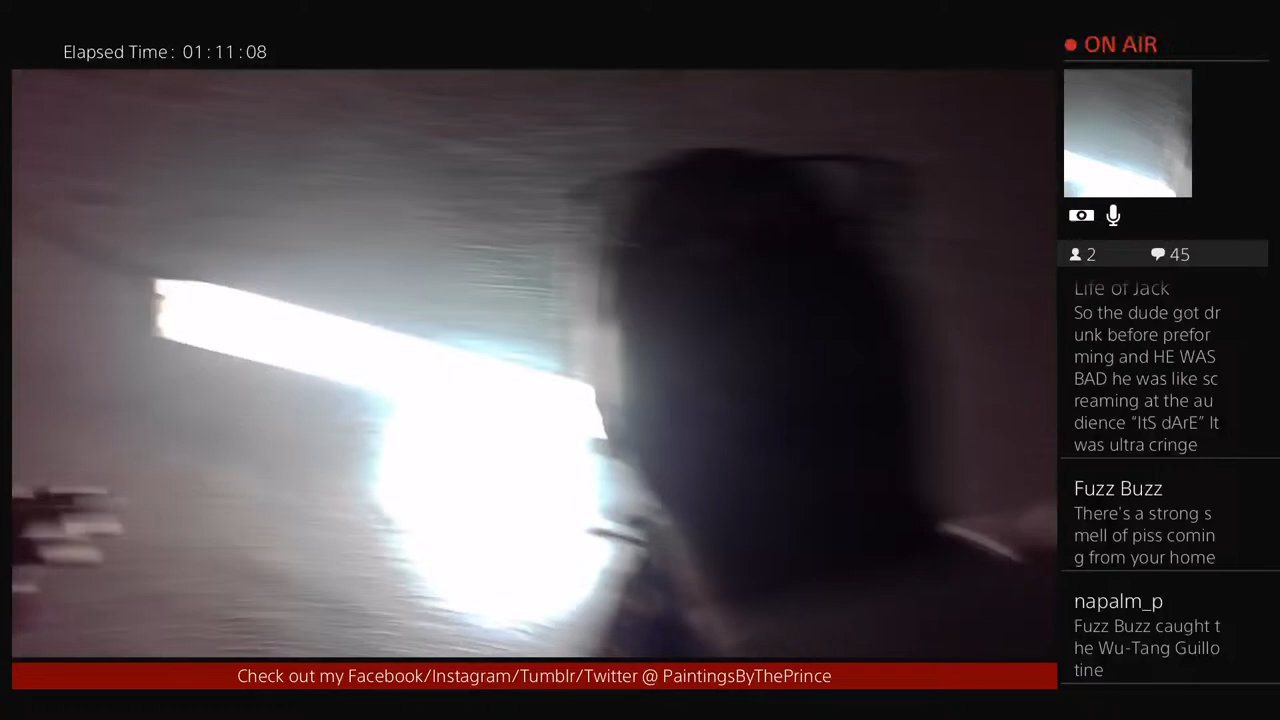 Elapsed Time: 01:11:08
ON AIR
2 45
Life of Jack
So the dude got dr
unk before prefor
ming and HE WAS
BAD he was like sc
reaming at the au
dience “ItS dArE” It
was ultra cringe
Fuzz Buzz
There's a strong s
mell of piss comin
g from your home
napalm_p
Fuzz Buzz caught t
he Wu-Tang Guillo
tine
Check out my Facebook/Instagram/Tumblr/Twitter @ PaintingsByThePrince